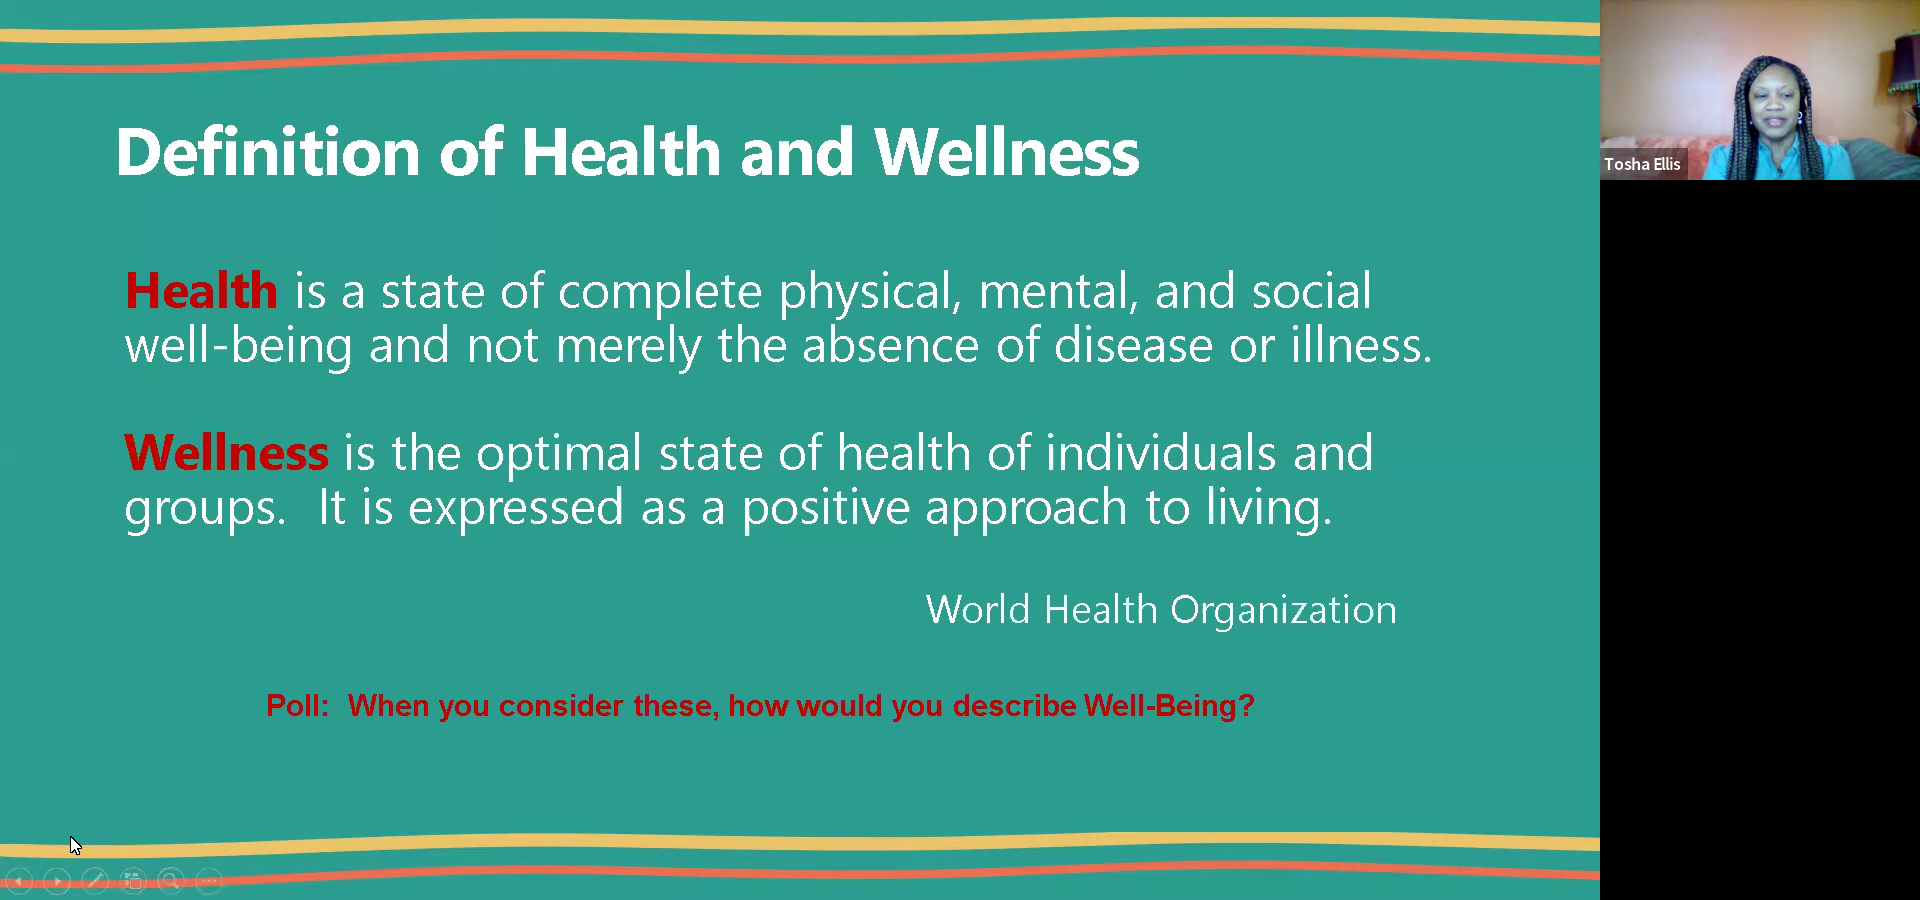 Definition of Health and Wellness
Health is a state of complete physical, mental, and social
well-being and not merely the absence of disease or illness.
Wellness is the optimal state of health of individuals and
groups.  It is expressed as a positive approach to living.
World Health Organization
Poll:  When you consider these, how would you describe Well-Being?
Tosha Ellis